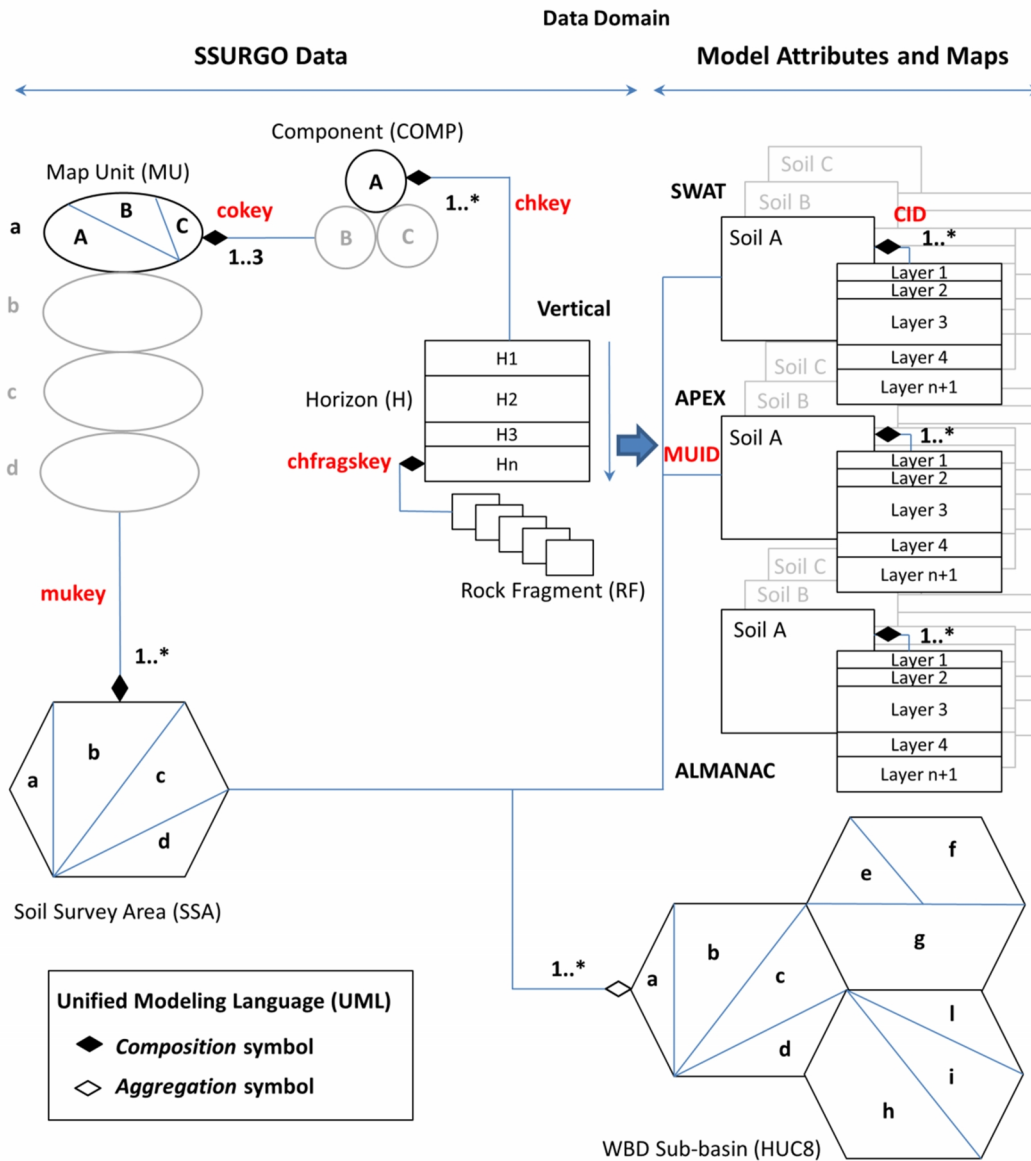 Data Domain
SSURGO Data
Model Attributes and Maps
Component (COMP)
Map Unit (MU)
a
A
B
C
cokey
1..3
A
B
C
1..*
chkey
b
c
d
Vertical
Horizon (H)
H1
H2
H3
Hn
chfragskey
Rock Fragment (RF)
mukey
1..*
a
b
c
d
Soil Survey Area (SSA)
SWAT
Soil C
Soil B
Soil A
CID
1..*
Layer 1
Layer 2
Layer 3
Layer 4
Layer n+1
APEX
MUID
Soil C
Soil B
Soil A
1..*
Layer 1
Layer 2
Layer 3
Layer 4
Layer n+1
Soil C
Soil B
Soil A
1..*
Layer 1
Layer 2
Layer 3
Layer 4
Layer n+1
ALMANAC
1..*
a
b
c
d
e
f
g
h
i
l
WBD Sub-basin (HUC8)
Unified Modeling Language (UML)
Composition symbol
Aggregation symbol